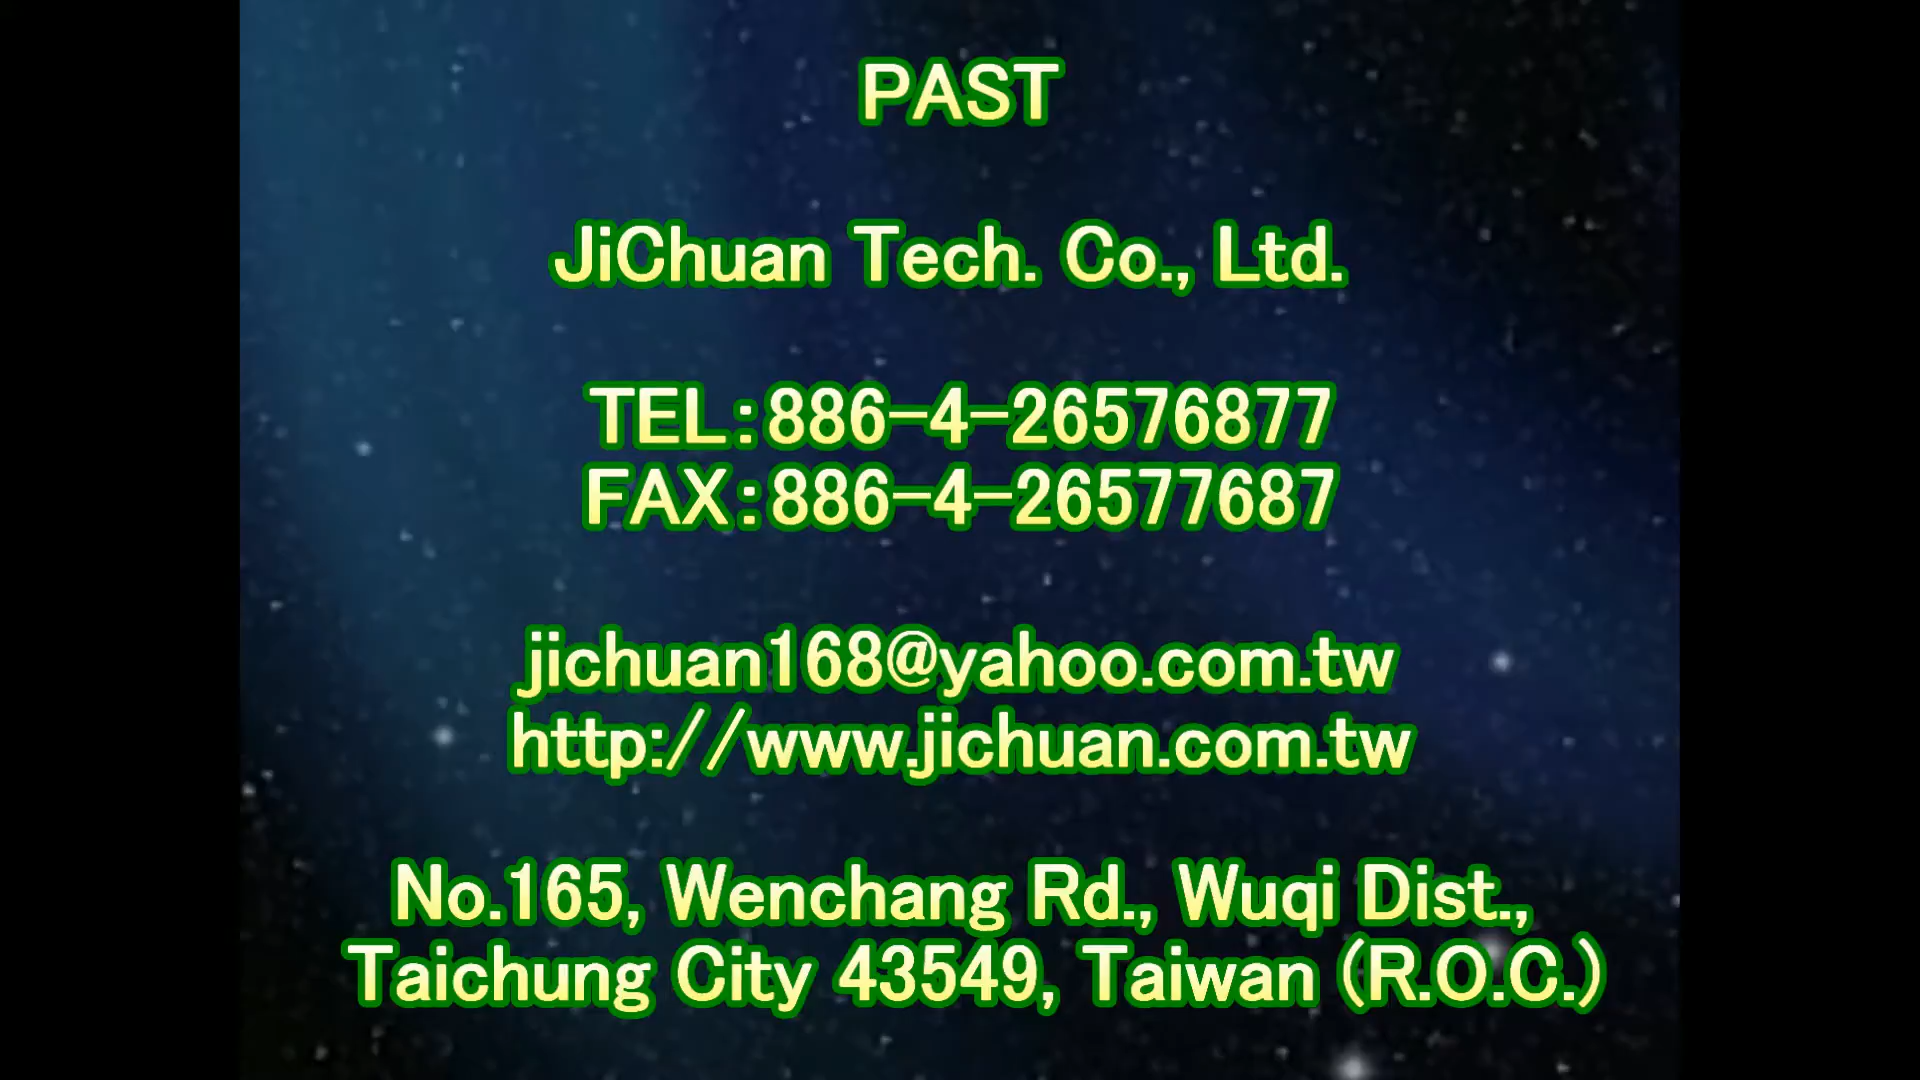 PAST
JiChuan Tech. Co., Ltd.
TEL:886-4-26576877
FAX:886-4-26577687
jichuan168@yahoo.com.tw
http://www.jichuan.com.tw
No.165, Wenchang Rd., Wuqi Dist.,
Taichung City 43549, Taiwan (R.O.C.)